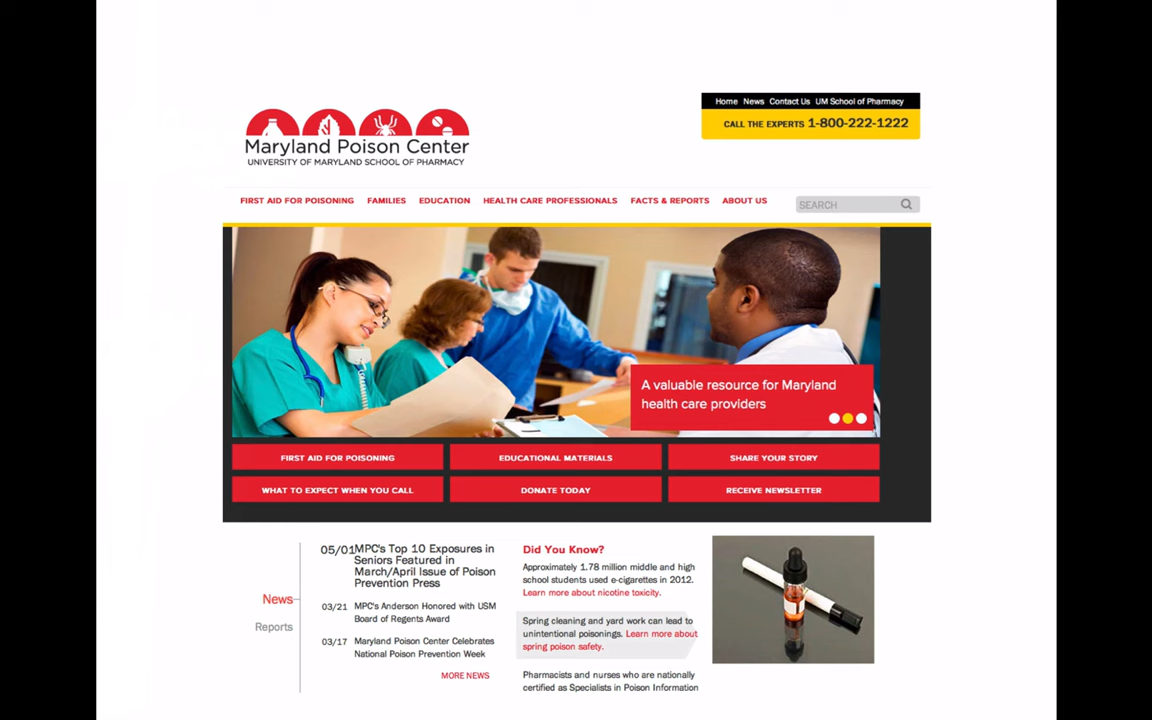 Home News Contact Us UM School of Pharmacy
CALL THE EXPERTS 1-800-222-1222
Maryland Poison Center
UNIVERSITY OF MARYLAND SCHOOL OF PHARMACY
FIRST AID FOR POISONING FAMILIES EDUCATION HEALTH CARE PROFESSIONALS FACTS & REPORTS ABOUT US
SEARCH
A valuable resource for Maryland
health care providers
FIRST AID FOR POISONING EDUCATIONAL MATERIALS SHARE YOUR STORY
WHAT TO EXPECT WHEN YOU CALL DONATE TODAY RECEIVE NEWSLETTER
News
Reports
05/01 MPC's Top 10 Exposures in
Seniors Featured in
March/April Issue of Poison
Prevention Press
03/21 MPC's Anderson Honored with USM
Board of Regents Award
03/17 Maryland Poison Center Celebrates
National Poison Prevention Week
MORE NEWS
Did You Know?
Approximately 1.78 million middle and high
school students used e-cigarettes in 2012.
Learn more about nicotine toxicity.
Spring cleaning and yard work can lead to
unintentional poisonings. Learn more about
spring poison safety.
Pharmacists and nurses who are nationally
certified as Specialists in Poison Information